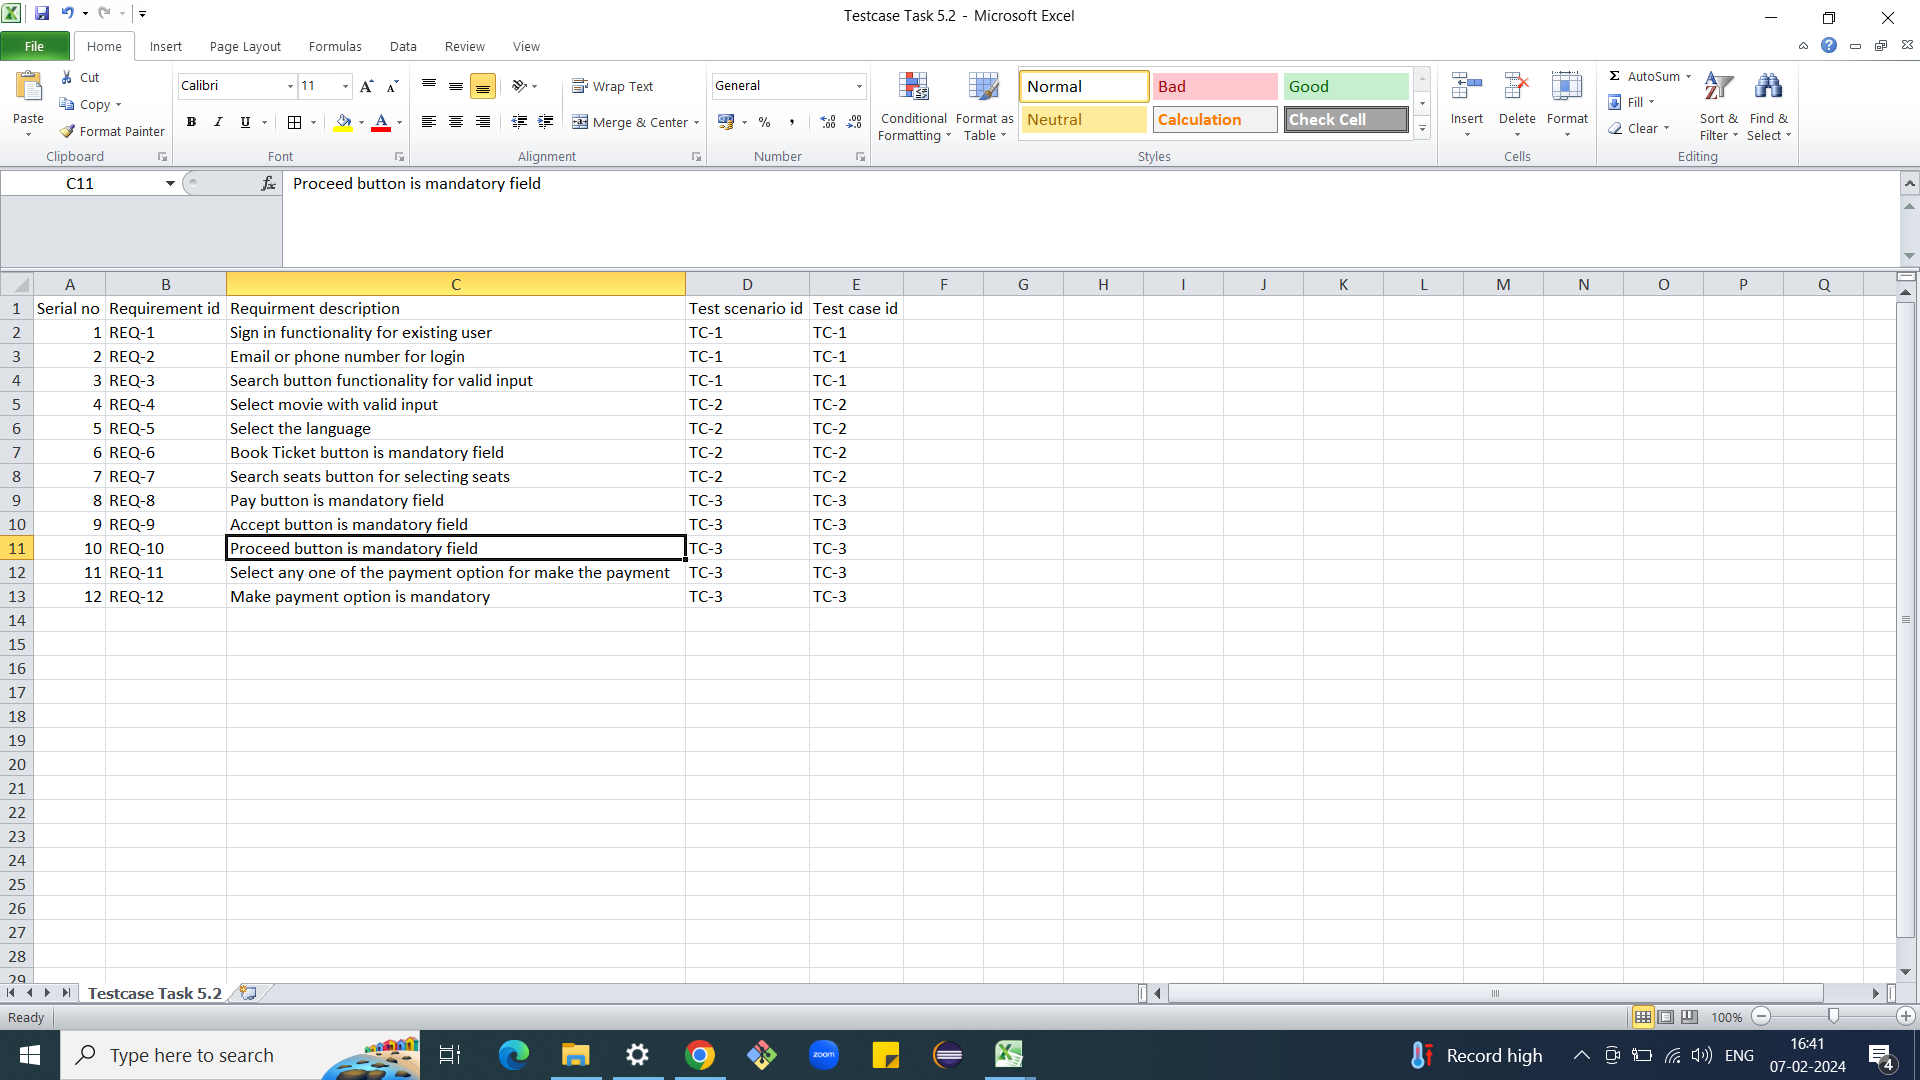 Testcase Task 5.2 - Microsoft Excel
File Home Insert Page Layout Formulas Data Review View
Paste Cut Copy Format Painter Clipboard
Calibri 11 B I U Font
Wrap Text Merge & Center Alignment
General % , Number
Conditional Formatting Format as Table Normal Bad Good Neutral Calculation Check Cell Styles
Insert Delete Format Cells
Σ AutoSum Fill Clear Sort & Filter Find & Select Editing
C11 fx Proceed button is mandatory field
A B C D E F G H I J K L M N O P Q
1 Serial no Requirement id Requirment description Test scenario id Test case id
2 1 REQ-1 Sign in functionality for existing user TC-1 TC-1
3 2 REQ-2 Email or phone number for login TC-1 TC-1
4 3 REQ-3 Search button functionality for valid input TC-1 TC-1
5 4 REQ-4 Select movie with valid input TC-2 TC-2
6 5 REQ-5 Select the language TC-2 TC-2
7 6 REQ-6 Book Ticket button is mandatory field TC-2 TC-2
8 7 REQ-7 Search seats button for selecting seats TC-2 TC-2
9 8 REQ-8 Pay button is mandatory field TC-3 TC-3
10 9 REQ-9 Accept button is mandatory field TC-3 TC-3
11 10 REQ-10 Proceed button is mandatory field TC-3 TC-3
12 11 REQ-11 Select any one of the payment option for make the payment TC-3 TC-3
13 12 REQ-12 Make payment option is mandatory TC-3 TC-3
14
15
16
17
18
19
20
21
22
23
24
25
26
27
28
29
Testcase Task 5.2
Ready 100%
Type here to search zoom Record high ENG 16:41
07-02-2024 4